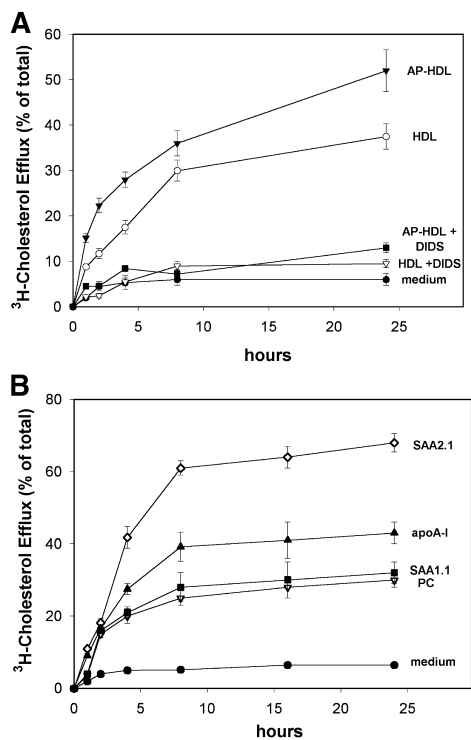 A
³H-Cholesterol Efflux (% of total)
60
50
40
30
20
10
0
AP-HDL
HDL
AP-HDL +
DIDS
HDL +DIDS
medium
0 5 10 15 20 25
hours
B
³H-Cholesterol Efflux (% of total)
80
60
40
20
0
SAA2.1
apoA-I
SAA1.1
PC
medium
0 5 10 15 20 25
hours